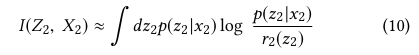 I(Z₂, X₂) ≈ ∫ dz₂p(z₂|x₂) log p(z₂|x₂) / r₂(z₂) (10)